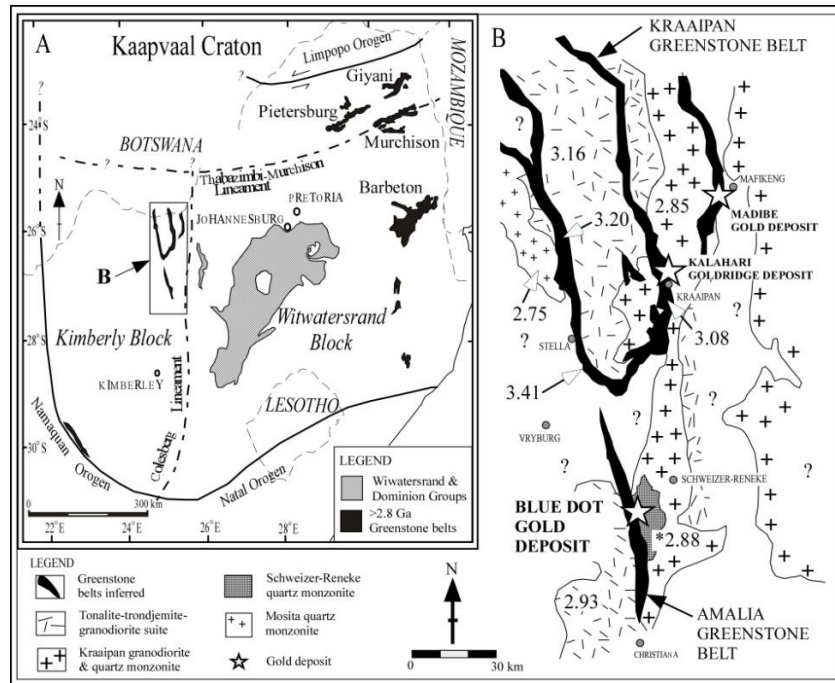 A
Kaapvaal Craton
Limpopo Orogen
MOZAMBIQUE
?
Giyani
Pietersburg
24°S
BOTSWANA
Murchison
?
?
Thabazimbi-Murchison
Lineament
N
PRETORIA
JOHANNESBURG
Barbeton
26°S
B
Kimberly Block
Witwatersrand
Block
28°S
KIMBERLEY
Colesberg
Lineament
LESOTHO
Namaquan
Orogen
30°S
Natal Orogen
LEGEND
Wiwatersrand &
Dominion Groups
>2.8 Ga
Greenstone belts
0
300 km
22°E
24°E
26°E
28°E
B
KRAAIPAN
GREENSTONE BELT
?
3.16
?
MAFIKENG
2.85
MADIBE
GOLD DEPOSIT
3.20
KALAHARI
GOLDRIDGE DEPOSIT
KRAAIPAN
?
2.75
3.08
?
STELLA
3.41
?
?
VRYBURG
?
?
?
SCHWEIZER-RENEKE
BLUE DOT
GOLD
DEPOSIT
*2.88
2.93
AMALIA
GREENSTONE
BELT
CHRISTIANA
LEGEND
Greenstone
belts inferred
Tonalite-trondjemite-
granodiorite suite
Kraaipan granodiorite
& quartz monzonite
Schweizer-Reneke
quartz monzonite
Mosita quartz
monzonite
Gold deposit
N
0
30 km